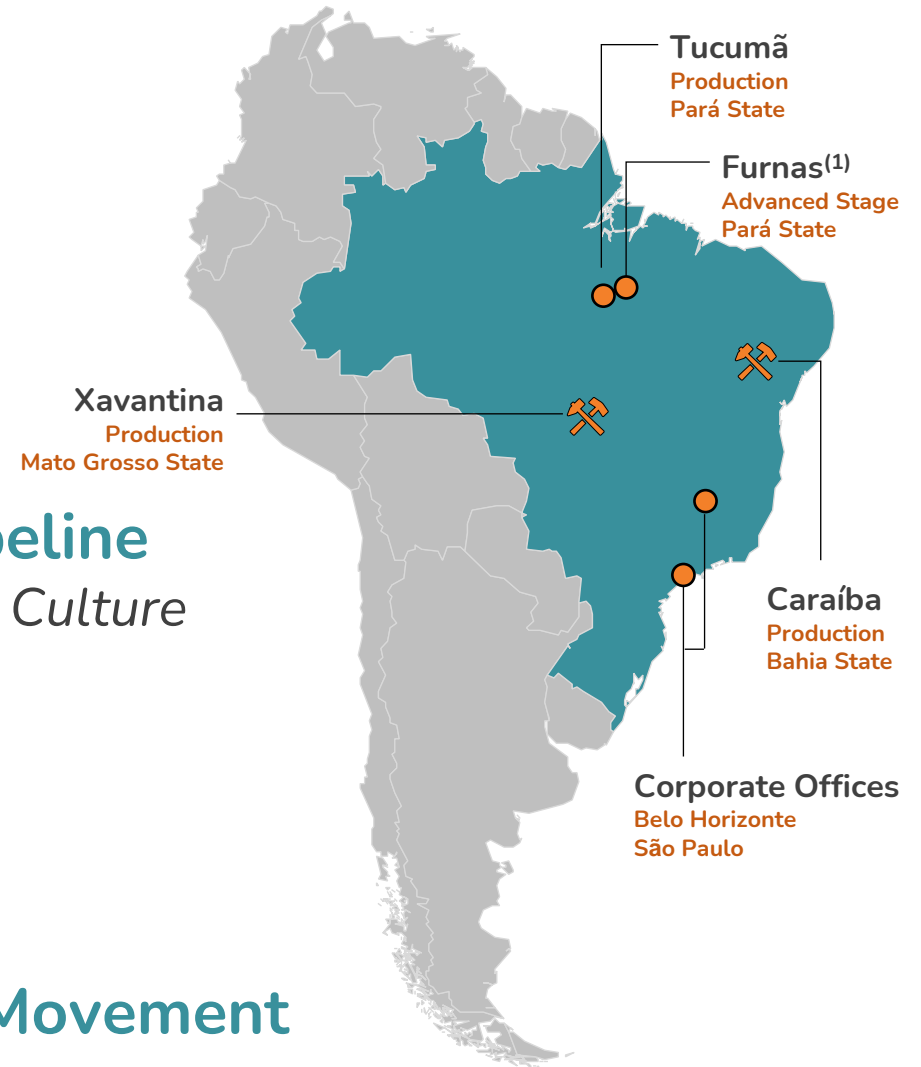 Tucumã
Production
Pará State
Furnas(1)
Advanced Stage
Pará State
Xavantina
Production
Mato Grosso State
peline
Culture
Caraíba
Production
Bahia State
Corporate Offices
Belo Horizonte
São Paulo
Movement